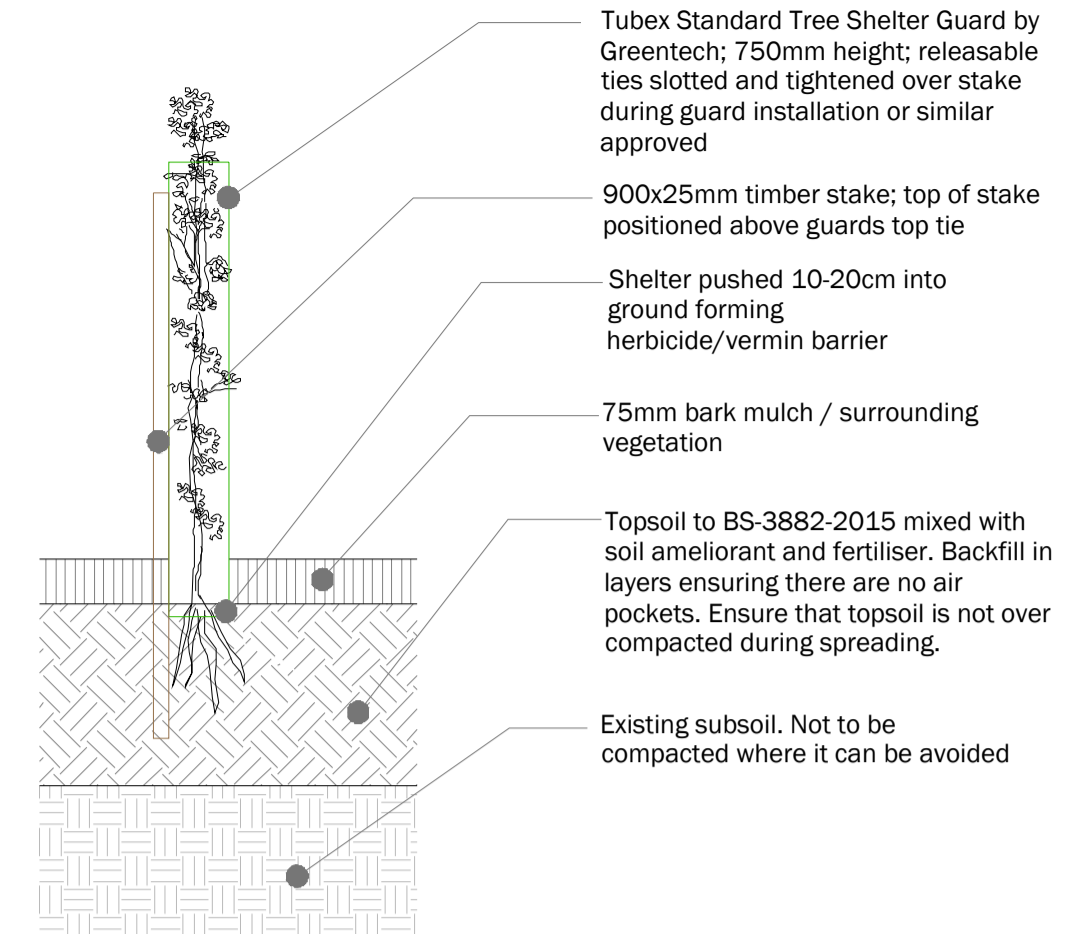 Tubex Standard Tree Shelter Guard by
Greentech; 750mm height; releasable
ties slotted and tightened over stake
during guard installation or similar
approved
900x25mm timber stake; top of stake
positioned above guards top tie
Shelter pushed 10-20cm into
ground forming
herbicide/vermin barrier
75mm bark mulch / surrounding
vegetation
Topsoil to BS-3882-2015 mixed with
soil ameliorant and fertiliser. Backfill in
layers ensuring there are no air
pockets. Ensure that topsoil is not over
compacted during spreading.
Existing subsoil. Not to be
compacted where it can be avoided